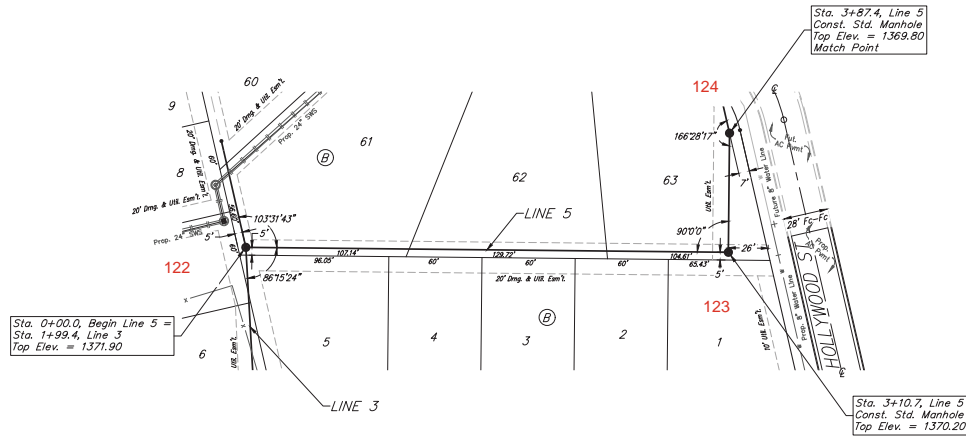 Sta. 3+87.4, Line 5
Const. Std. Manhole
Top Elev. = 1369.80
Match Point
124
60
20' Drng. & Util. Esm't.
Prop. 24" SWS
9
20' Drng. & Util. Esm't.
60'
8
61
B
62
63
166°28'17"
Fut.
AC Pvmt
7'
Future 8" Water Line
Util. Esm't.
20' Drng. & Util. Esm't.
Prop. 24" SWS
103°31'43"
5'
60'
LINE 5
90°0'0"
28' Fc-Fc
26'
Prop.
Pvmt
122
107.14'
129.72'
104.61'
96.05'
60'
60'
60'
65.43'
5'
86°15'24"
20' Drng. & Util. Esm't.
123
B
Sta. 0+00.0, Begin Line 5 =
Sta. 1+99.4, Line 3
Top Elev. = 1371.90
6
Util. Esm't.
5
4
3
2
1
10' Util. Esm't.
Prop. 8" Water Line
HOLLYWOOD ST.
LINE 3
Sta. 3+10.7, Line 5
Const. Std. Manhole
Top Elev. = 1370.20